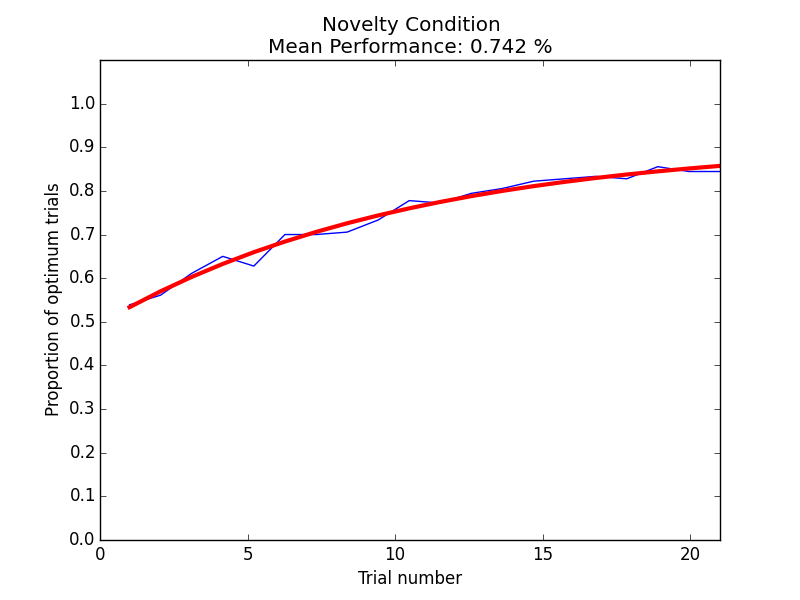 Novelty Condition
Mean Performance: 0.742 %
1.0
0.9
0.8
0.7
0.6
0.5
0.4
0.3
0.2
0.1
0.0
Proportion of optimum trials
0 5 10 15 20
Trial number